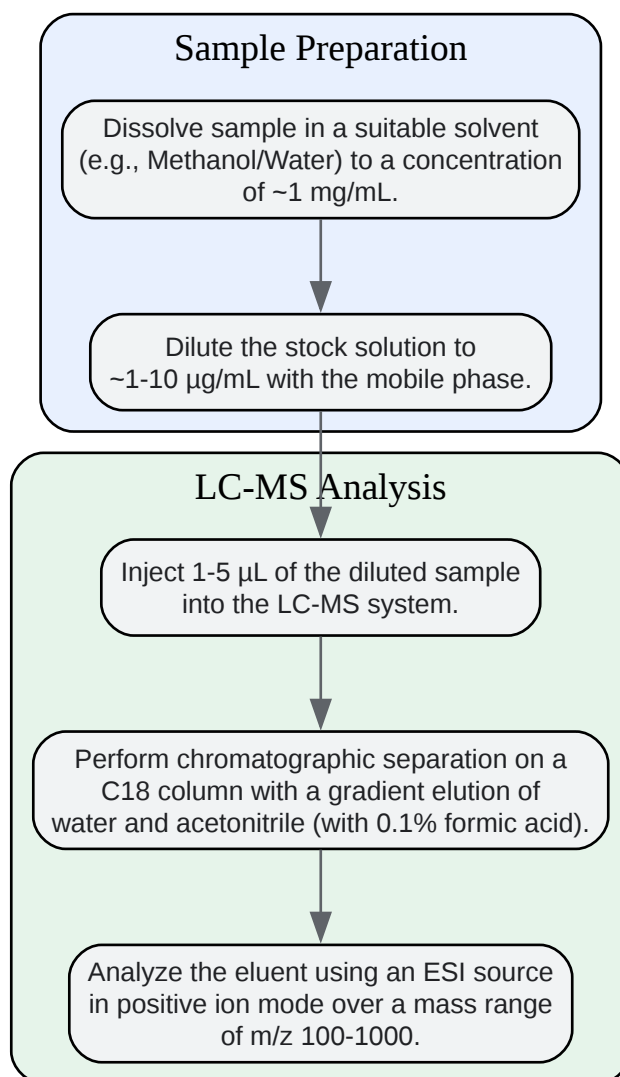 Sample Preparation
Dissolve sample in a suitable solvent
(e.g., Methanol/Water) to a concentration
of ~1 mg/mL.
Dilute the stock solution to
~1-10 µg/mL with the mobile phase.
LC-MS Analysis
Inject 1-5 µL of the diluted sample
into the LC-MS system.
Perform chromatographic separation on a
C18 column with a gradient elution of
water and acetonitrile (with 0.1% formic acid).
Analyze the eluent using an ESI source
in positive ion mode over a mass range
of m/z 100-1000.